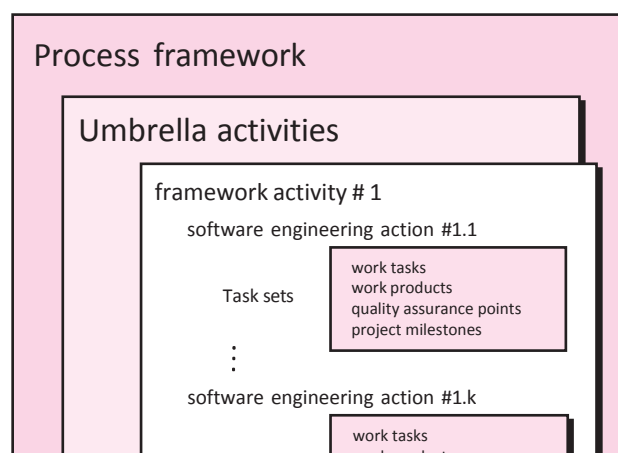 Process framework
Umbrella activities
framework activity # 1
software engineering action #1.1
Task sets
work tasks
work products
quality assurance points
project milestones
software engineering action #1.k
work tasks